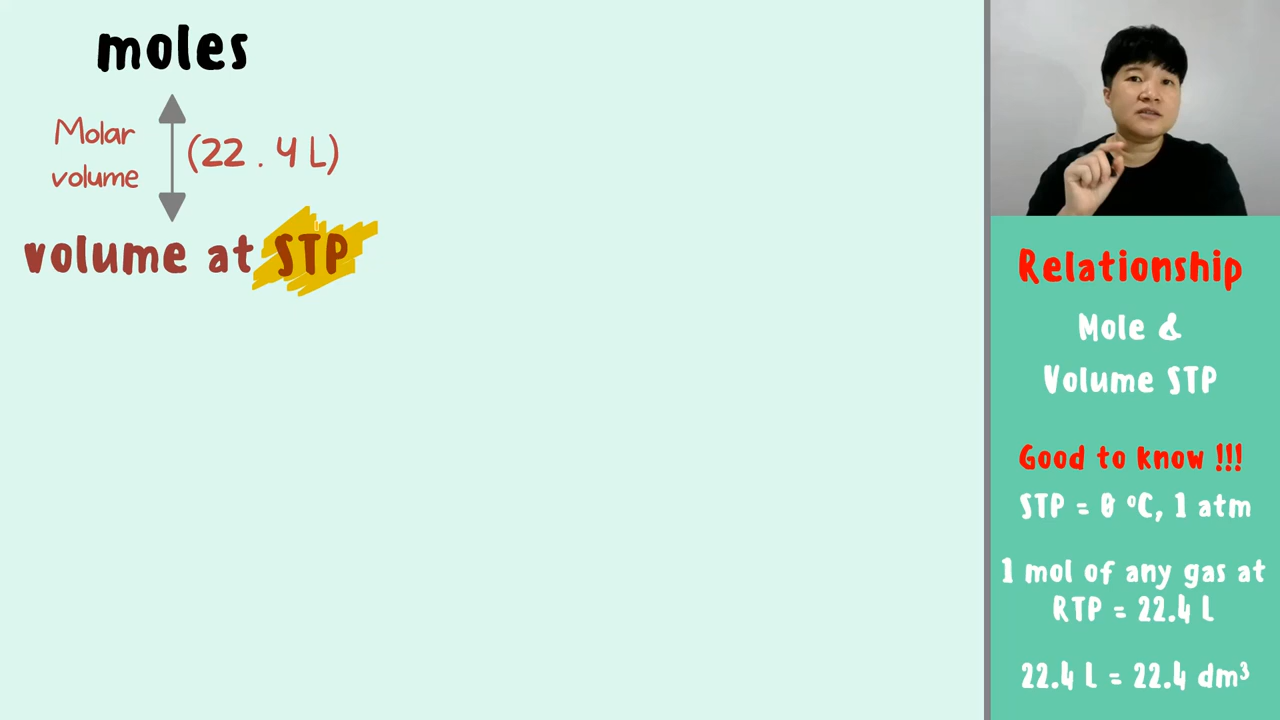 moles
Molar
volume
(22.4 L)
volume at STP
Relationship
Mole &
Volume STP
Good to know !!!
STP = 0 ºC, 1 atm
1 mol of any gas at
RTP = 22.4 L
22.4 L = 22.4 dm³